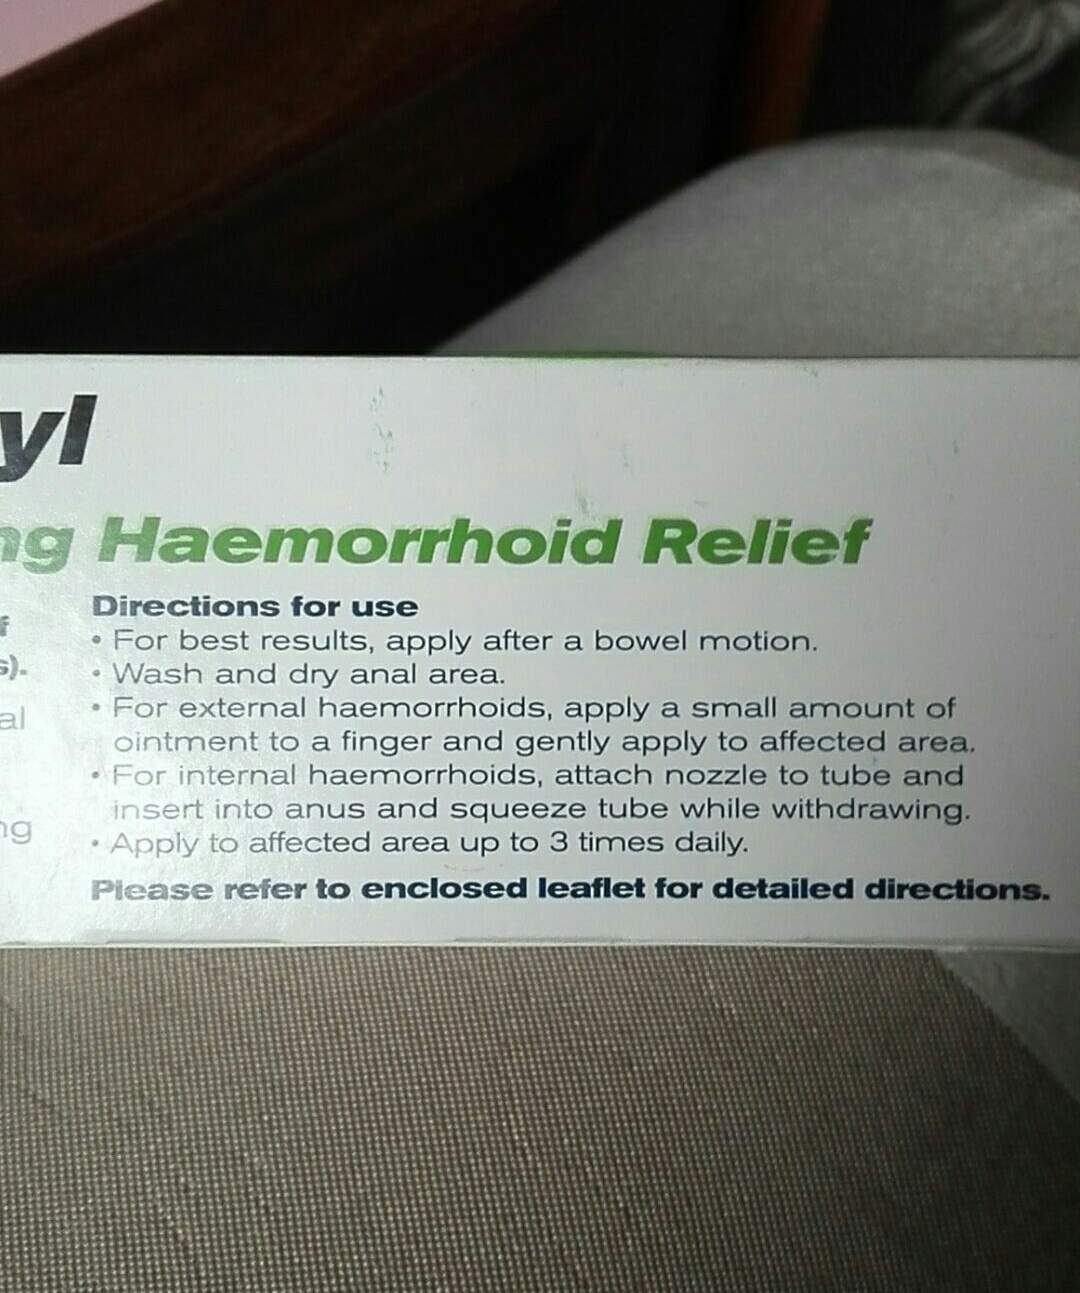 yl
ng Haemorrhoid Relief
Directions for use
• For best results, apply after a bowel motion.
• Wash and dry anal area.
• For external haemorrhoids, apply a small amount of
ointment to a finger and gently apply to affected area.
• For internal haemorrhoids, attach nozzle to tube and
insert into anus and squeeze tube while withdrawing.
• Apply to affected area up to 3 times daily.
Please refer to enclosed leaflet for detailed directions.
f
s).
al
ng